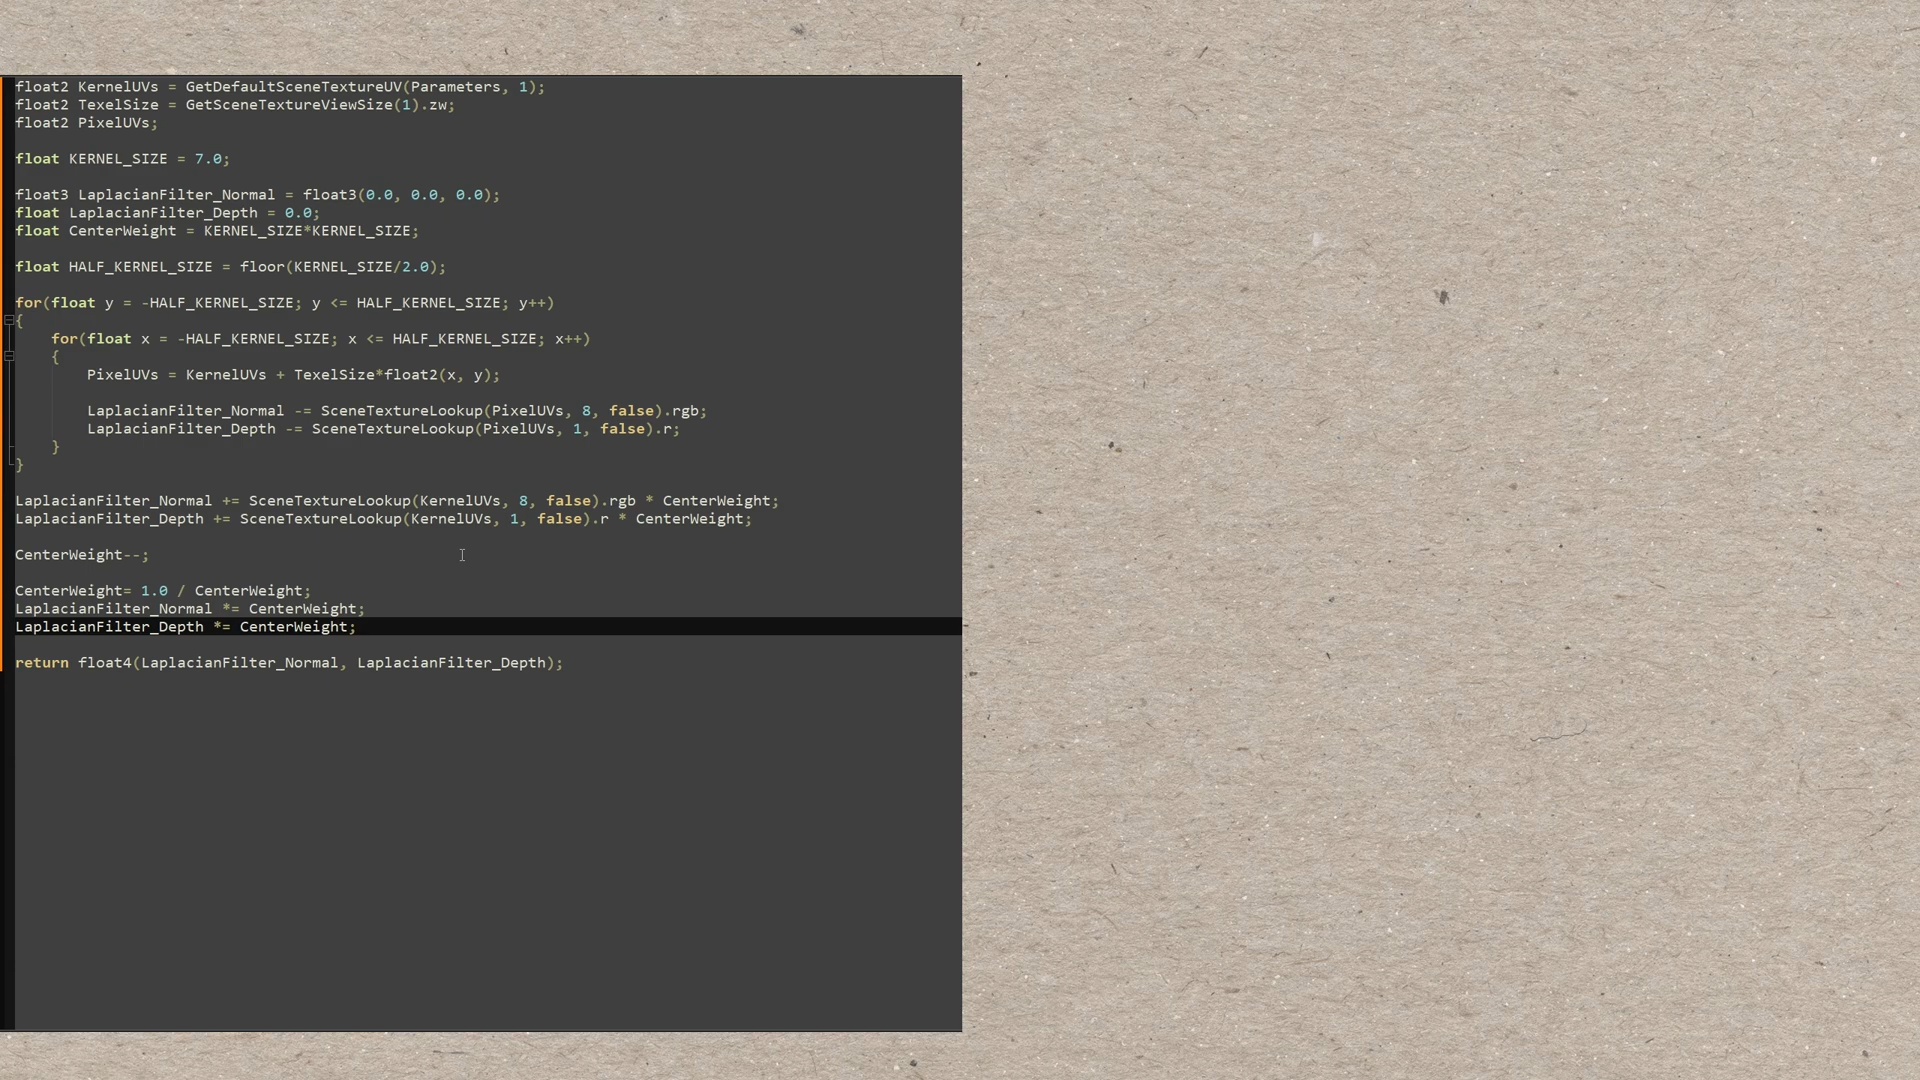 float2 KernelUVs = GetDefaultSceneTextureUV(Parameters, 1);
float2 TexelSize = GetSceneTextureViewSize(1).zw;
float2 PixelUVs;
float KERNEL_SIZE = 7.0;
float3 LaplacianFilter_Normal = float3(0.0, 0.0, 0.0);
float LaplacianFilter_Depth = 0.0;
float CenterWeight = KERNEL_SIZE*KERNEL_SIZE;
float HALF_KERNEL_SIZE = floor(KERNEL_SIZE/2.0);
for(float y = -HALF_KERNEL_SIZE; y <= HALF_KERNEL_SIZE; y++)
{
for(float x = -HALF_KERNEL_SIZE; x <= HALF_KERNEL_SIZE; x++)
{
PixelUVs = KernelUVs + TexelSize*float2(x, y);
LaplacianFilter_Normal -= SceneTextureLookup(PixelUVs, 8, false).rgb;
LaplacianFilter_Depth -= SceneTextureLookup(PixelUVs, 1, false).r;
}
}
LaplacianFilter_Normal += SceneTextureLookup(KernelUVs, 8, false).rgb * CenterWeight;
LaplacianFilter_Depth += SceneTextureLookup(KernelUVs, 1, false).r * CenterWeight;
CenterWeight--;
CenterWeight= 1.0 / CenterWeight;
LaplacianFilter_Normal *= CenterWeight;
LaplacianFilter_Depth *= CenterWeight;
return float4(LaplacianFilter_Normal, LaplacianFilter_Depth);